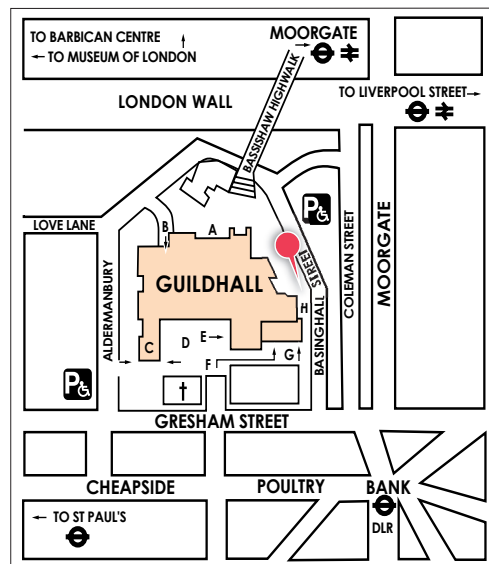 TO BARBICAN CENTRE ↑
← TO MUSEUM OF LONDON
MOORGATE
→
BASSISHAW HIGHWALK
LONDON WALL
TO LIVERPOOL STREET→
P
LOVE LANE
B
A
GUILDHALL
ALDERMANBURY
BASINGHALL STREET
COLEMAN STREET
MOORGATE
H
C
D
E →
F
G
P
GRESHAM STREET
CHEAPSIDE
POULTRY
BANK
DLR
← TO ST PAUL'S